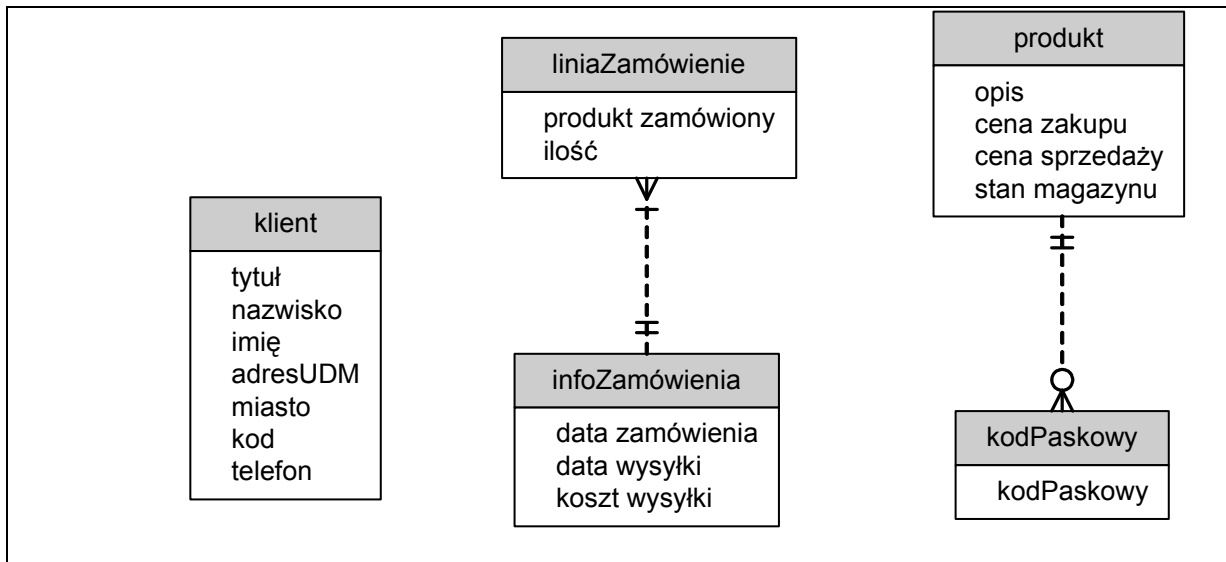 klient
tytuł
nazwisko
imię
adresUDM
miasto
kod
telefon
liniaZamówienie
produkt zamówiony
ilość
infoZamówienia
data zamówienia
data wysyłki
koszt wysyłki
produkt
opis
cena zakupu
cena sprzedaży
stan magazynu
kodPaskowy
kodPaskowy